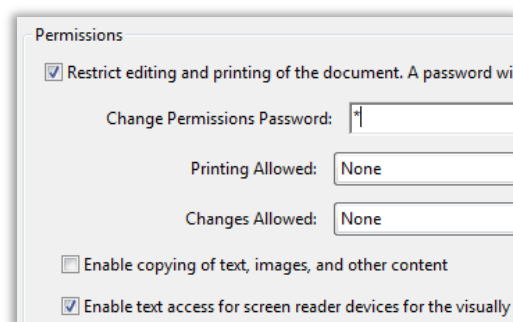 Permissions
Restrict editing and printing of the document. A password wi
Change Permissions Password: *
Printing Allowed: None
Changes Allowed: None
Enable copying of text, images, and other content
Enable text access for screen reader devices for the visually